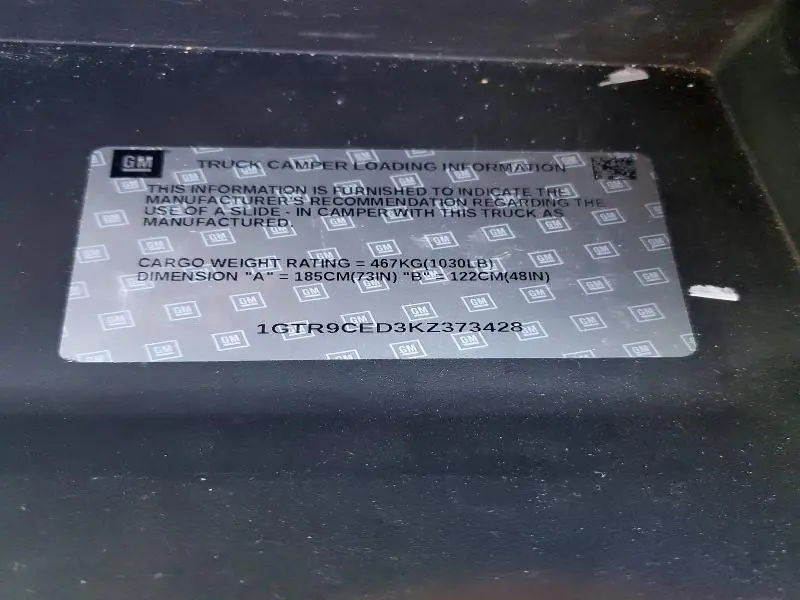 GM TRUCK CAMPER LOADING INFORMATION
THIS INFORMATION IS FURNISHED TO INDICATE THE
MANUFACTURER'S RECOMMENDATION REGARDING THE
USE OF A SLIDE - IN CAMPER WITH THIS TRUCK AS
MANUFACTURED.
CARGO WEIGHT RATING = 467KG(1030LB)
DIMENSION "A" = 185CM(73IN) "B" = 122CM(48IN)
1GTR9CED3KZ373428